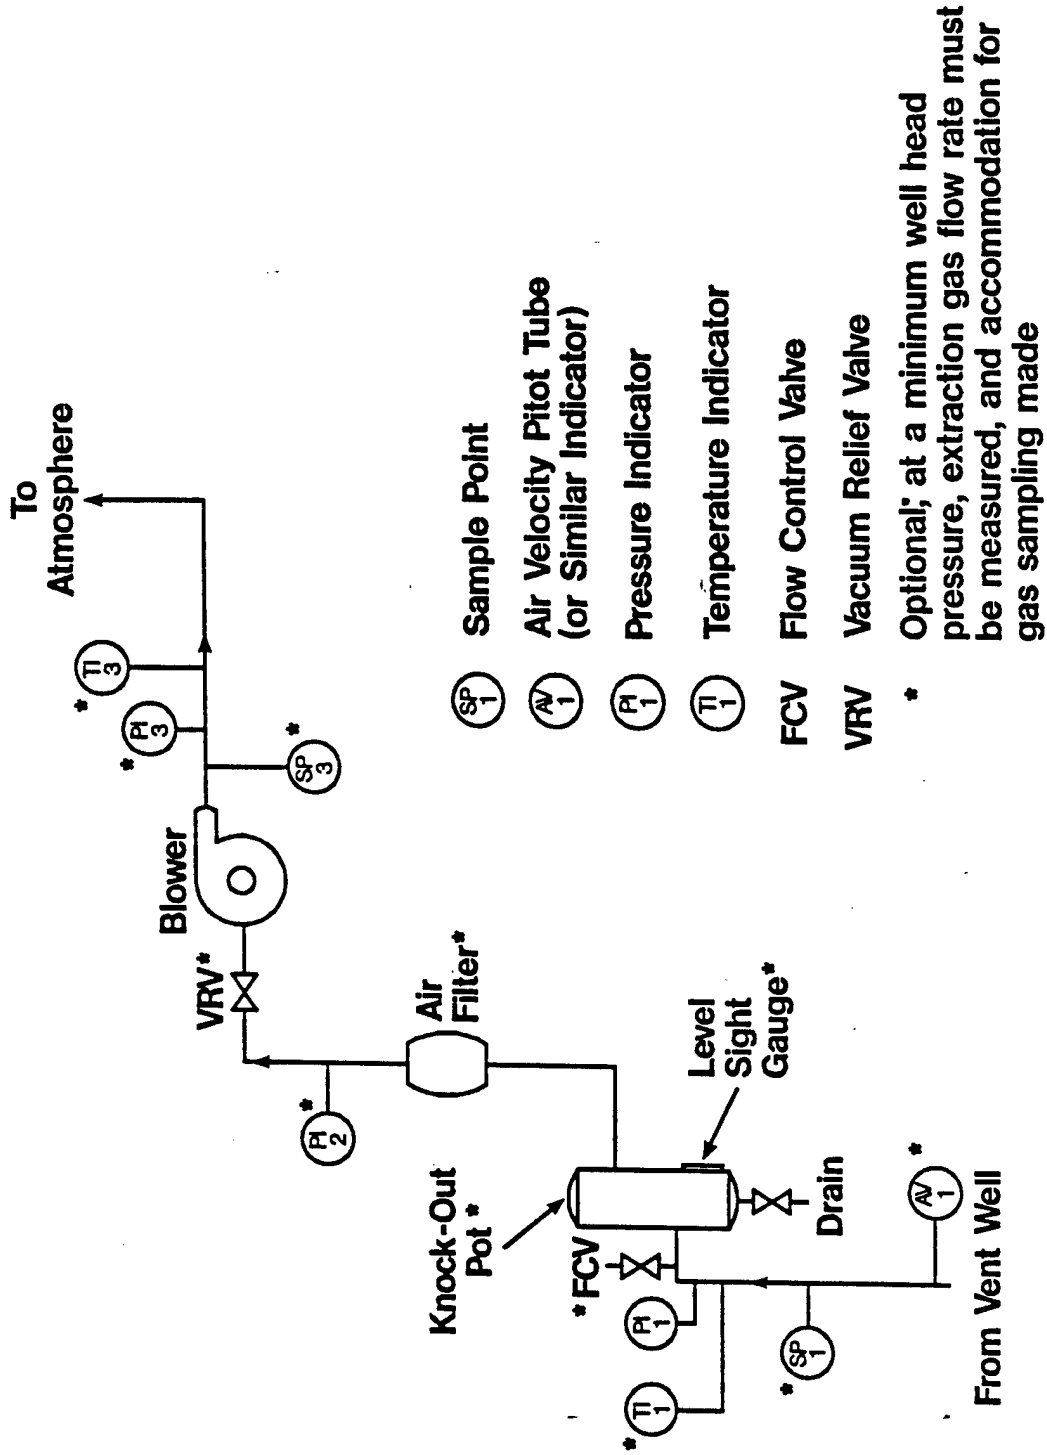 To
Atmosphere
*
TI
3
*
PI
3
Blower
VRV*
*
SP
3
*
PI
2
Air
Filter*
Knock-Out
Pot*
*FCV
Level
Sight
Gauge*
*
TI
1
PI
1
*
SP
1
Drain
*
AV
1
From Vent Well
SP
1
Sample Point
AV
1
Air Velocity Pitot Tube
(or Similar Indicator)
PI
1
Pressure Indicator
TI
1
Temperature Indicator
FCV Flow Control Valve
VRV Vacuum Relief Valve
* Optional; at a minimum well head
pressure, extraction gas flow rate must
be measured, and accommodation for
gas sampling made